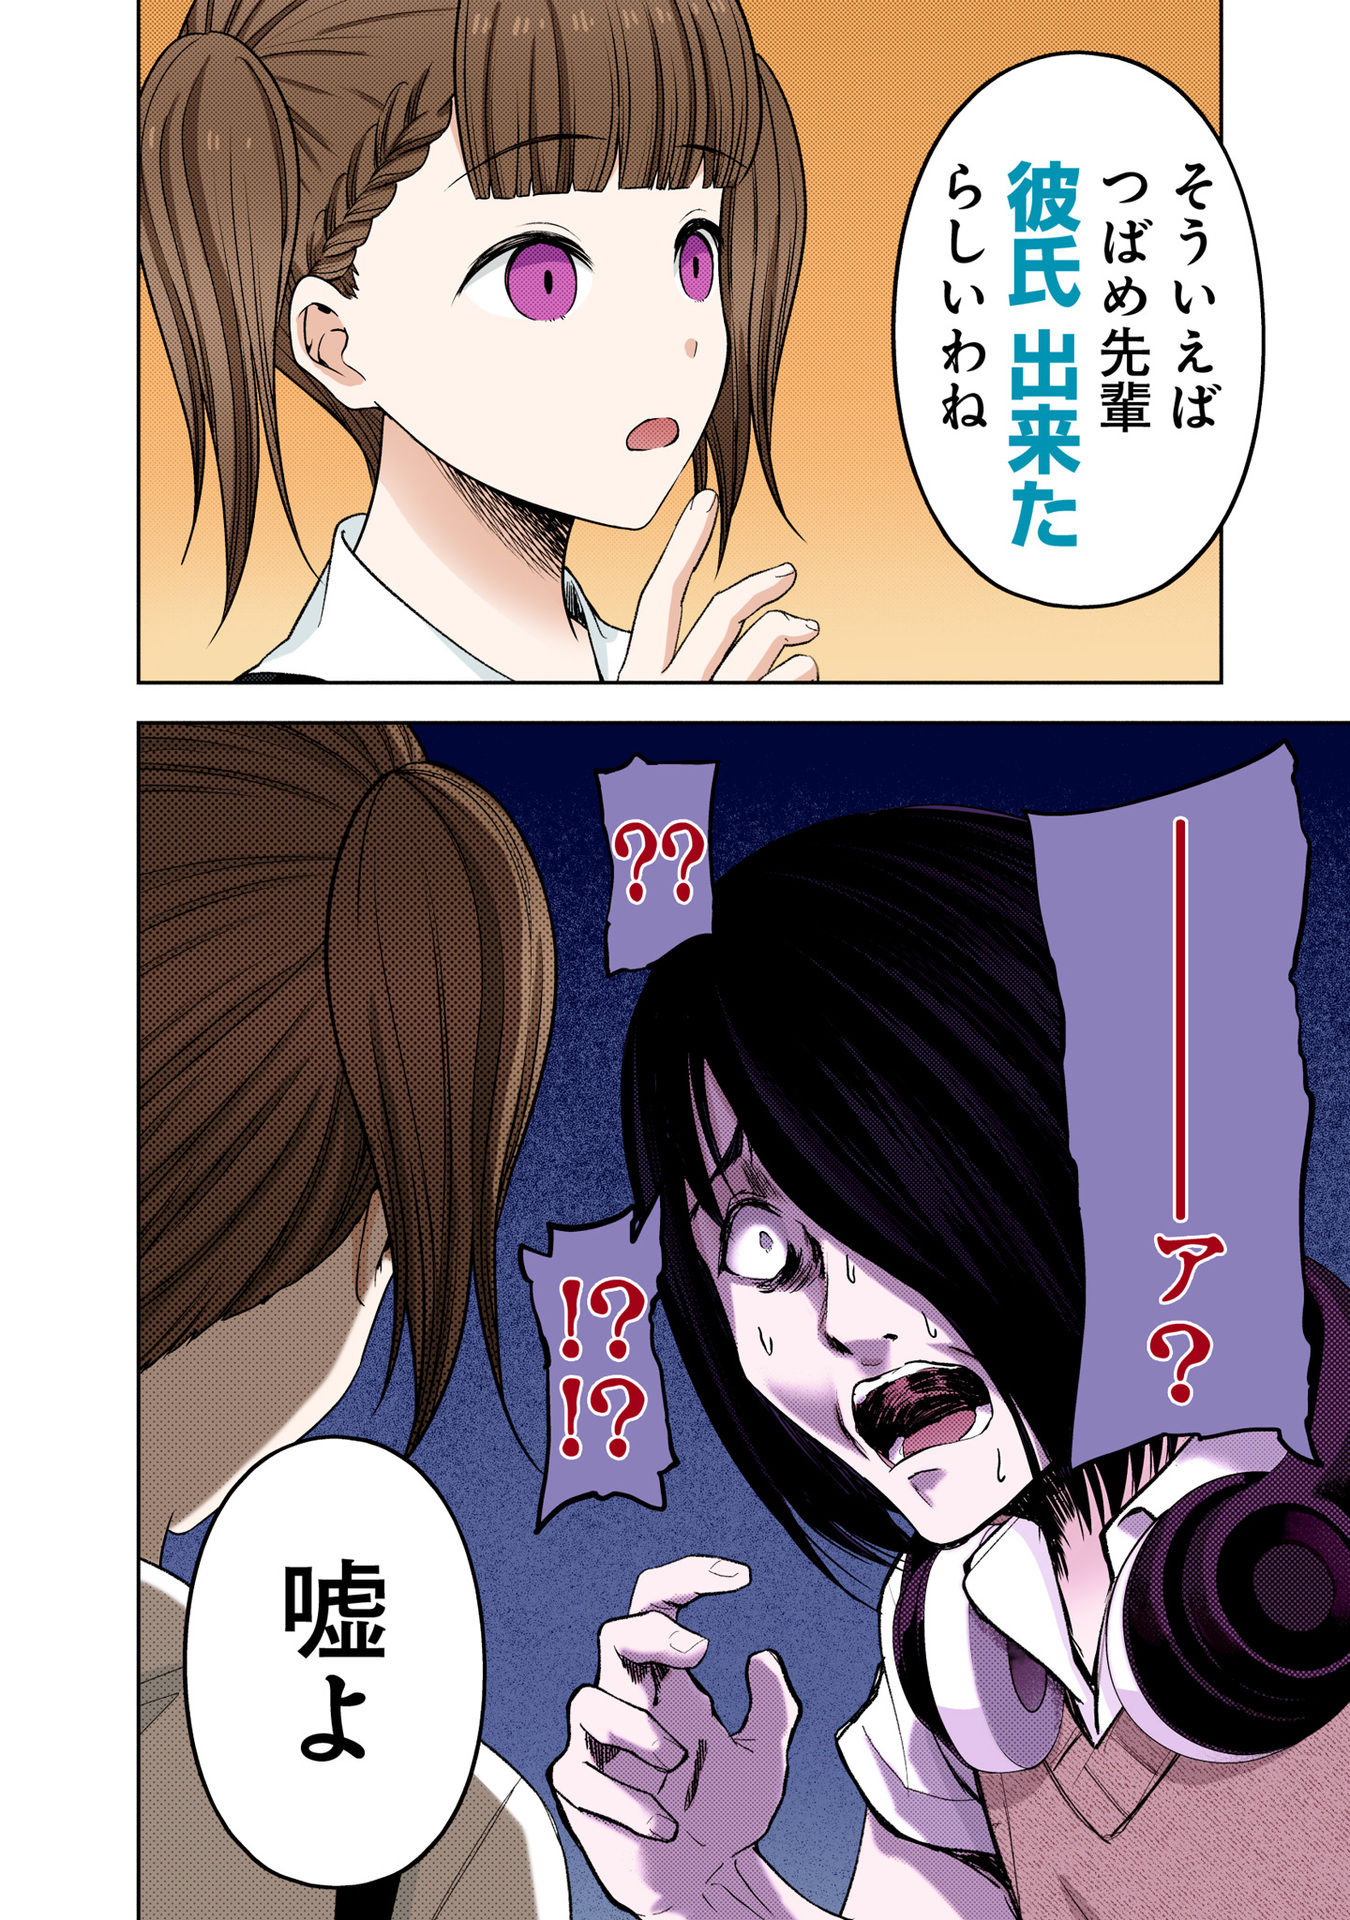 そういえば
つばめ先輩
彼氏 出来た
らしいわね
――ア?
??
!?
!?
嘘よ